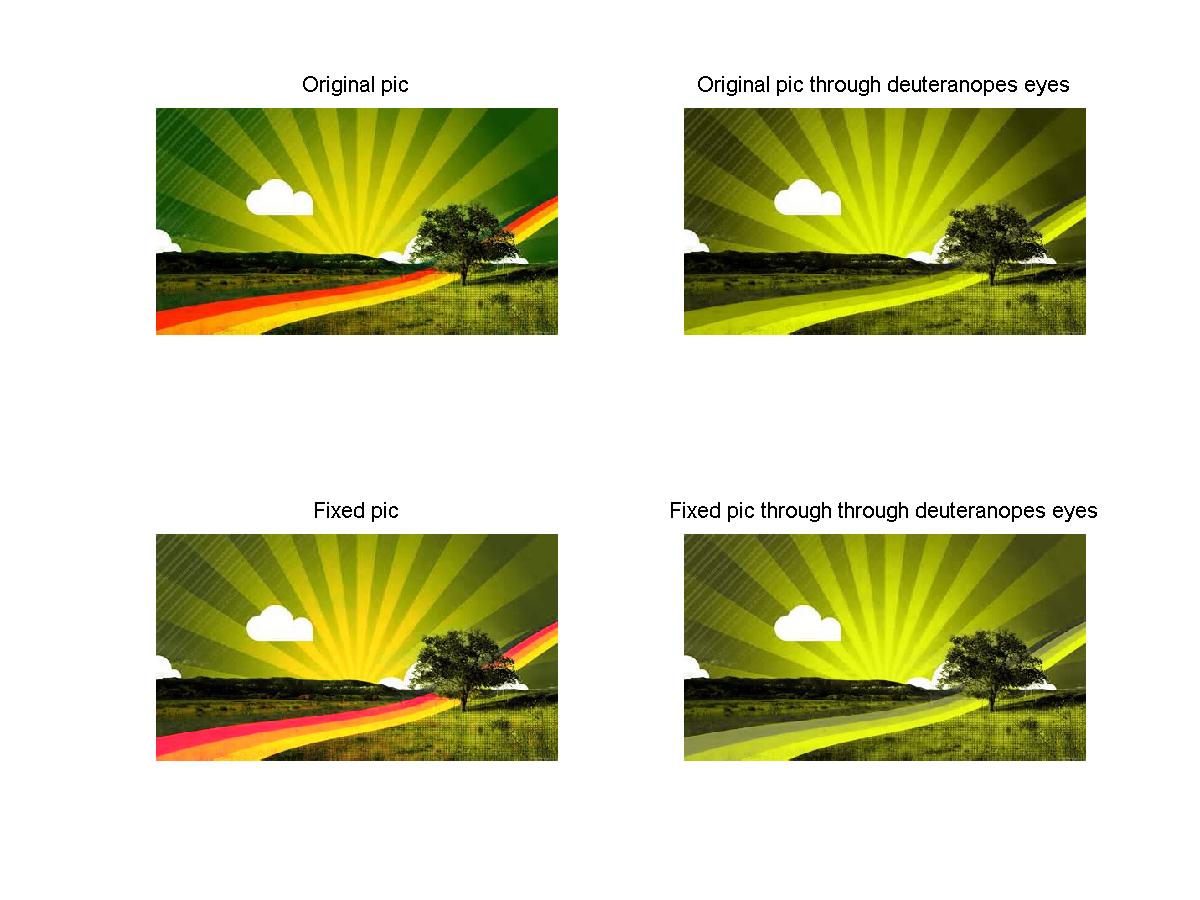 Original pic
Original pic through deuteranopes eyes
Fixed pic
Fixed pic through through deuteranopes eyes